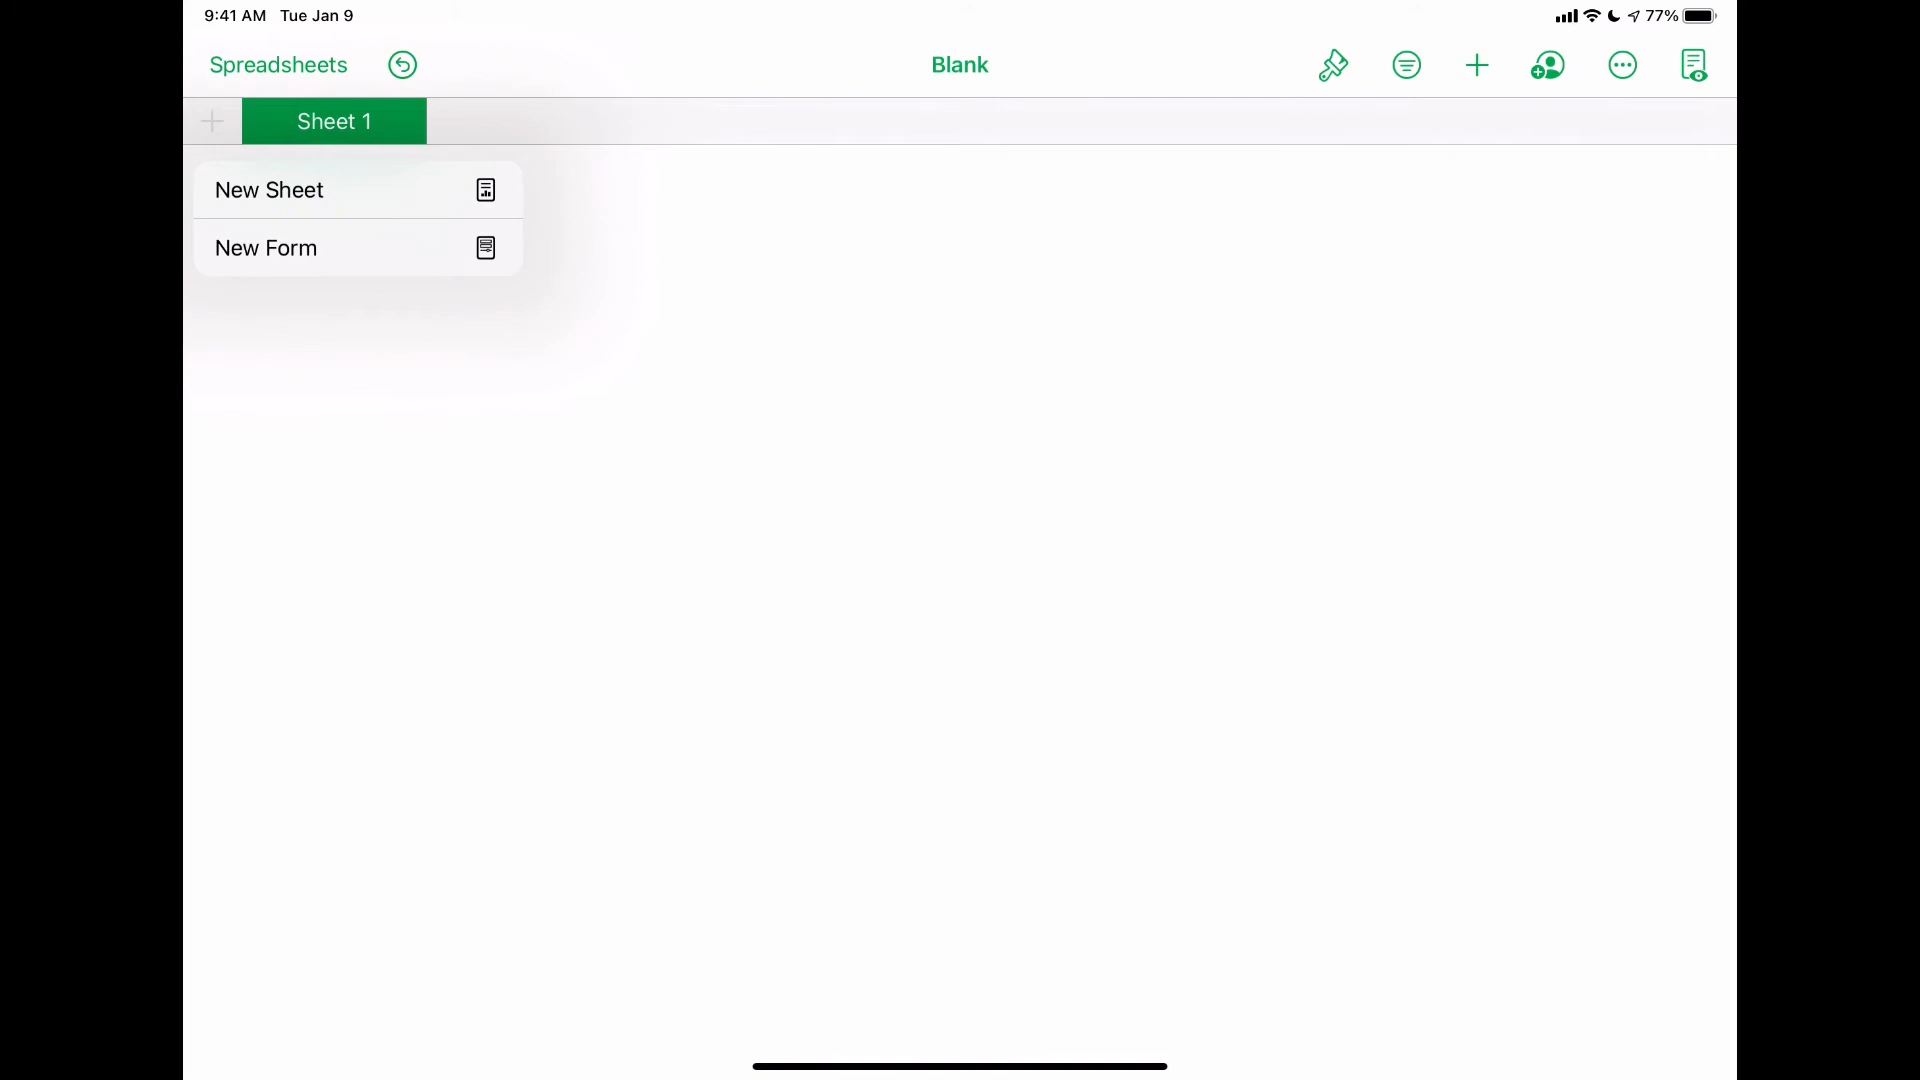 9:41 AM Tue Jan 9
77%
Spreadsheets
Blank
Sheet 1
New Sheet
New Form